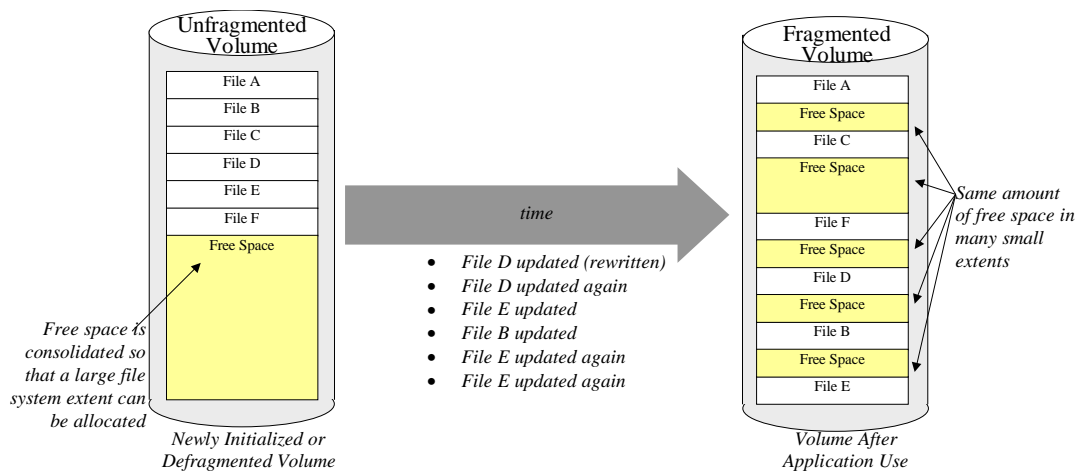 Unfragmented
Volume
File A
File B
File C
File D
File E
File F
Free Space
Free space is
consolidated so
that a large file
system extent can
be allocated
Newly Initialized or
Defragmented Volume
time
• File D updated (rewritten)
• File D updated again
• File E updated
• File B updated
• File E updated again
• File E updated again
Fragmented
Volume
File A
Free Space
File C
Free Space
File F
Free Space
File D
Free Space
File B
Free Space
File E
Same amount
of free space in
many small
extents
Volume After
Application Use